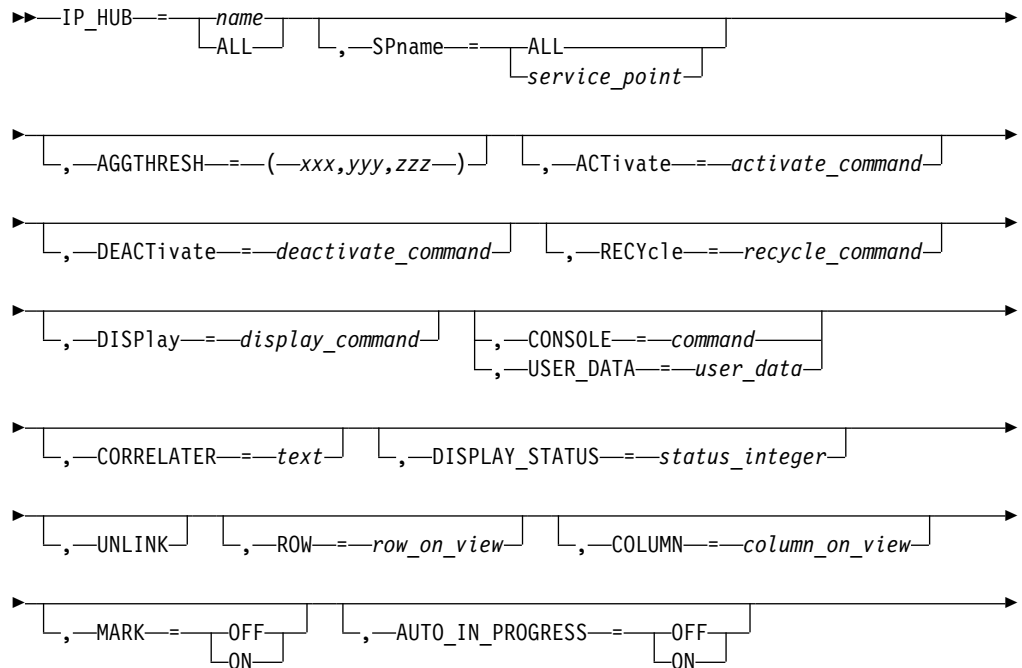 IP_HUB = name
ALL
, SPname = ALL
service_point
, AGGTHRESH = ( xxx,yyy,zzz )
, ACTivate = activate_command
, DEACTivate = deactivate_command
, RECYcle = recycle_command
, DISPlay = display_command
, CONSOLE = command
, USER_DATA = user_data
, CORRELATER = text
, DISPLAY_STATUS = status_integer
, UNLINK
, ROW = row_on_view
, COLUMN = column_on_view
, MARK = OFF
ON
, AUTO_IN_PROGRESS = OFF
ON